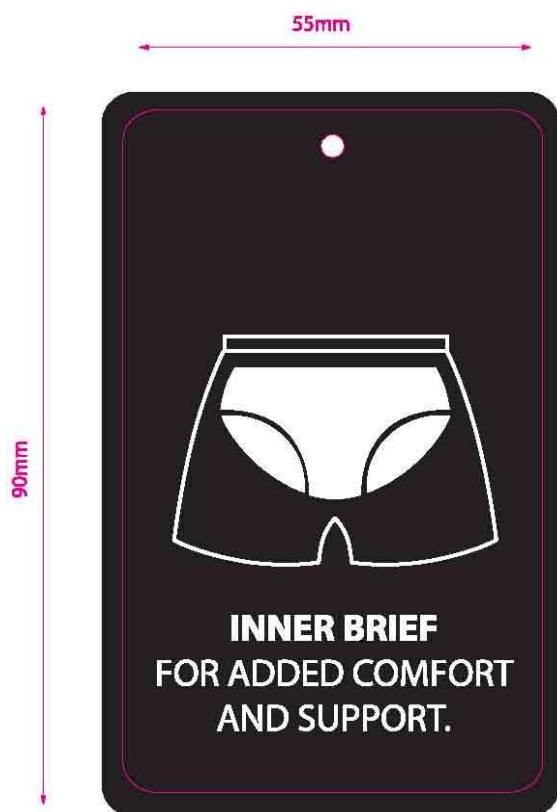 55mm
90mm
INNER BRIEF
FOR ADDED COMFORT
AND SUPPORT.